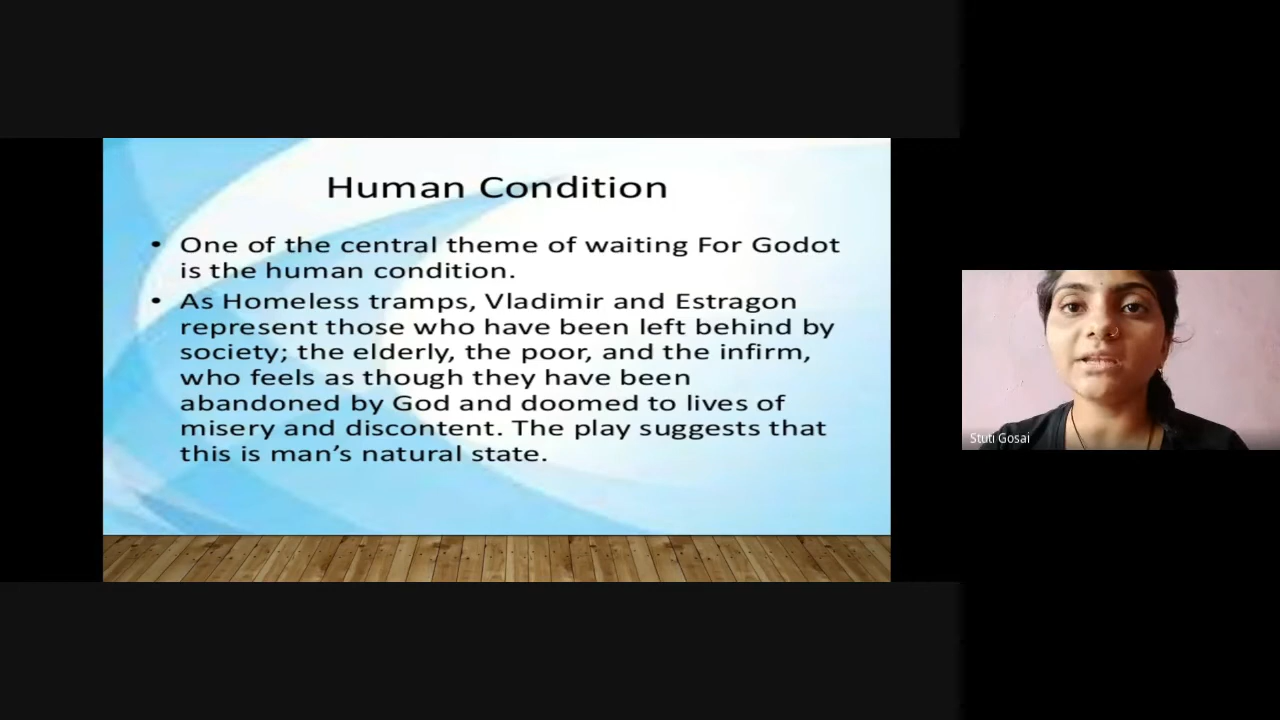 Human Condition
• One of the central theme of waiting For Godot
is the human condition.
• As Homeless tramps, Vladimir and Estragon
represent those who have been left behind by
society; the elderly, the poor, and the infirm,
who feels as though they have been
abandoned by God and doomed to lives of
misery and discontent. The play suggests that
this is man’s natural state.
Stuti Gosai